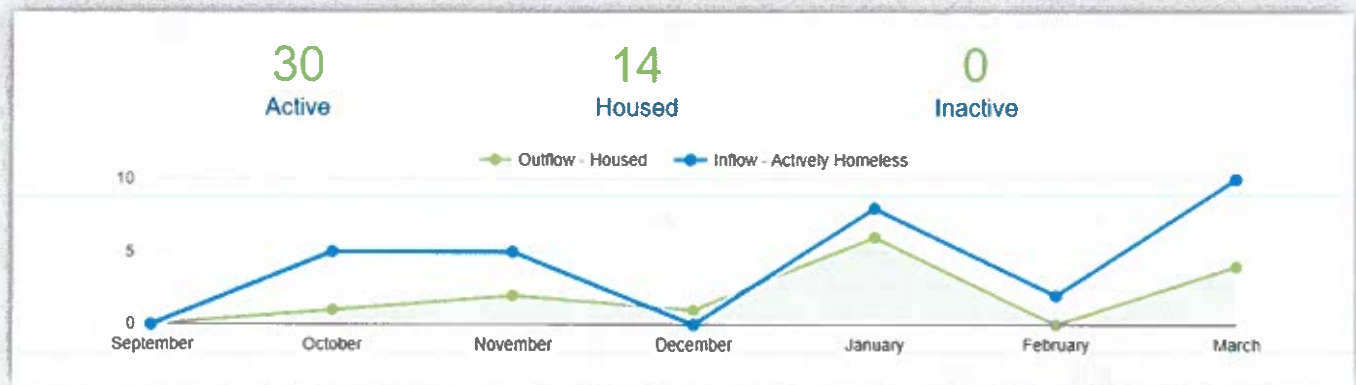 30 14 0
Active Housed Inactive
Outflow - Housed Inflow - Actively Homeless
10
5
0
September October November December January February March